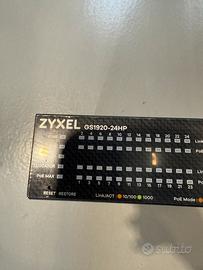 ZYXEL GS1920-24HP
2 4 6 8 10 12 14 16 18 20 22 24
LOCATOR
PoE MAX
1 3 5 7 9 11 13 15 17 19 21 23
RESET RESTORE LINK/ACT 10/100 1000 PoE Mode
subito